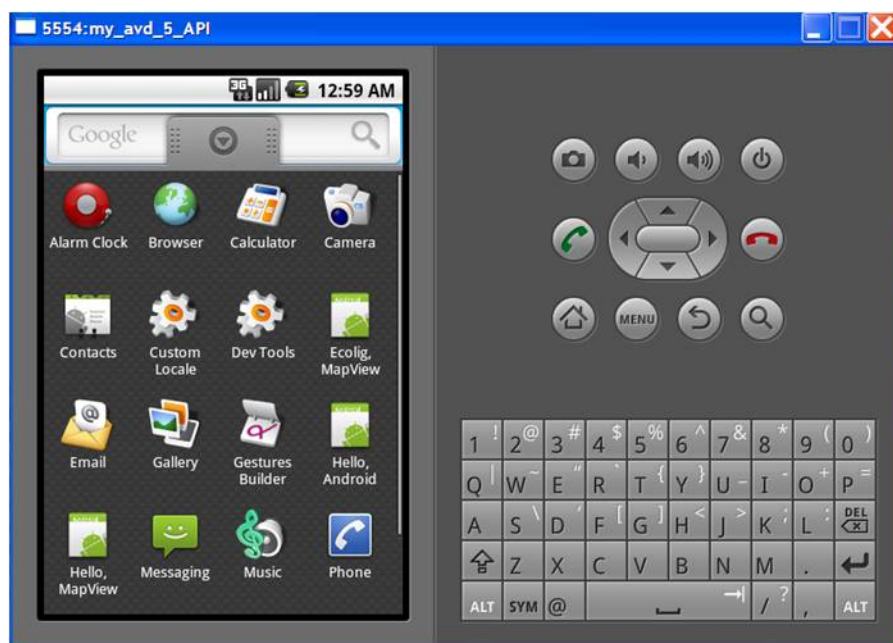 5554:my_avd_5_API
3G 12:59 AM
Google
Alarm Clock Browser Calculator Camera
Contacts Custom Locale Dev Tools Ecolig, MapView
Email Gallery Gestures Builder Hello, Android
Hello, MapView Messaging Music Phone
MENU
1 ! 2 @ 3 # 4 $ 5 % 6 ^ 7 & 8 * 9 ( 0 )
Q | W ~ E " R ` T { Y } U _ I - O + P =
A S \ D ' F [ G ] H < J > K ; L : DEL
Z X C V B N M .
ALT SYM @ / ? , ALT